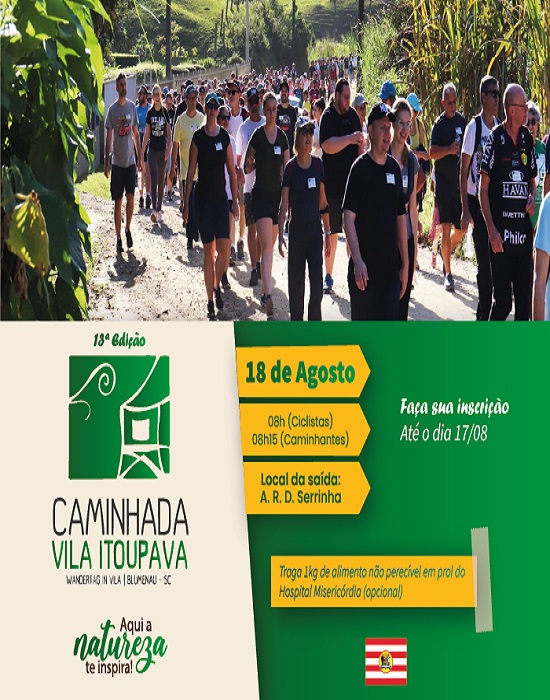 HAVAN
Philco
13ª Edição
CAMINHADA
VILA ITOUPAVA
WANDERTAG IN VILA | BLUMENAU - SC
Aqui a
natureza
te inspira!
18 de Agosto
08h (Ciclistas)
08h15 (Caminhantes)
Local da saída:
A. R. D. Serrinha
Faça sua inscrição
Até o dia 17/08
Traga 1kg de alimento não perecível em prol do
Hospital Misericórdia (opcional)